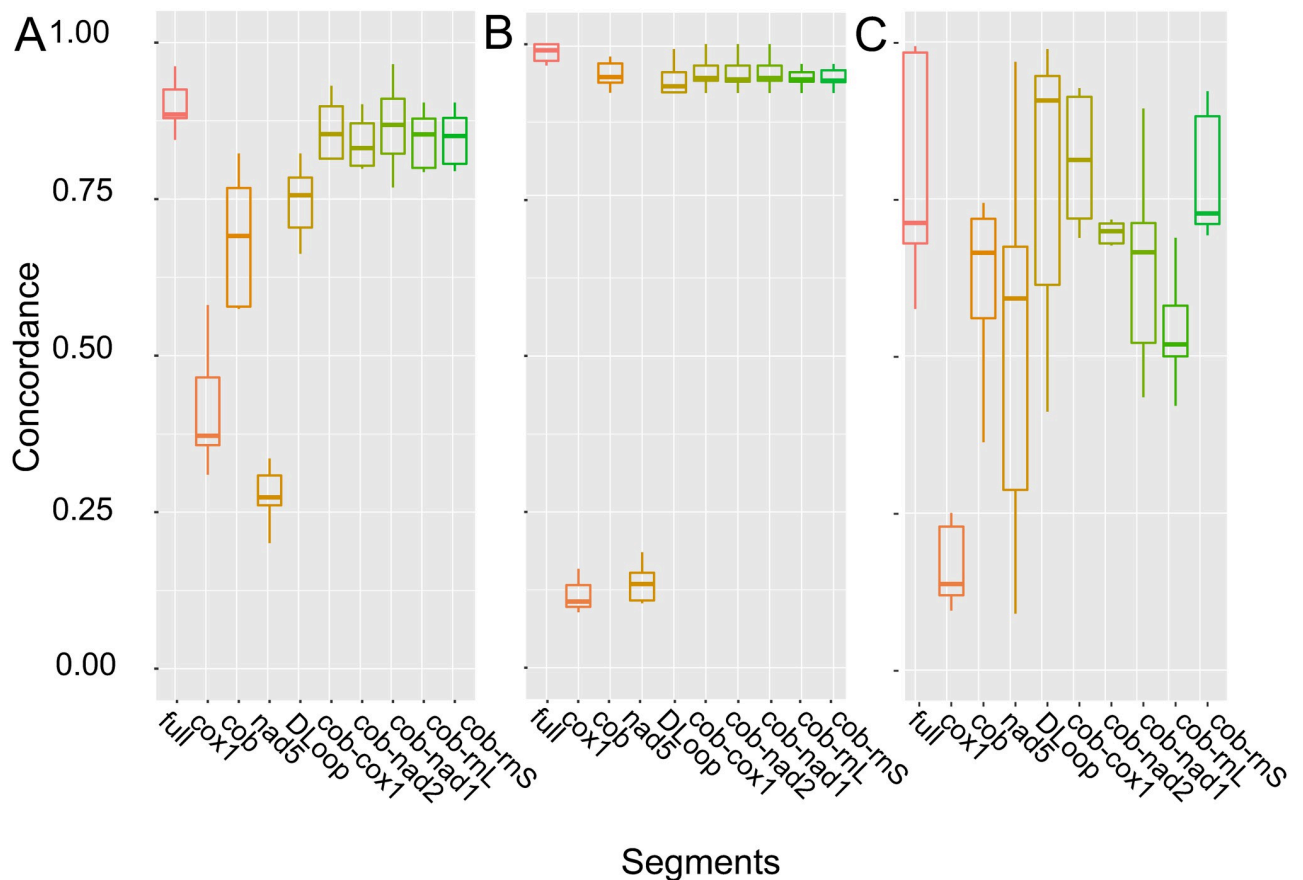 A
B
C
1.00
0.75
0.50
0.25
0.00
Concordance
full
cox1
cob
nad5
DLoop
cob-cox1
cob-nad2
cob-nad1
cob-rnL
cob-rnS
full
cox1
cob
nad5
DLoop
cob-cox1
cob-nad2
cob-nad1
cob-rnL
cob-rnS
full
cox1
cob
nad5
DLoop
cob-cox1
cob-nad2
cob-nad1
cob-rnL
cob-rnS
Segments